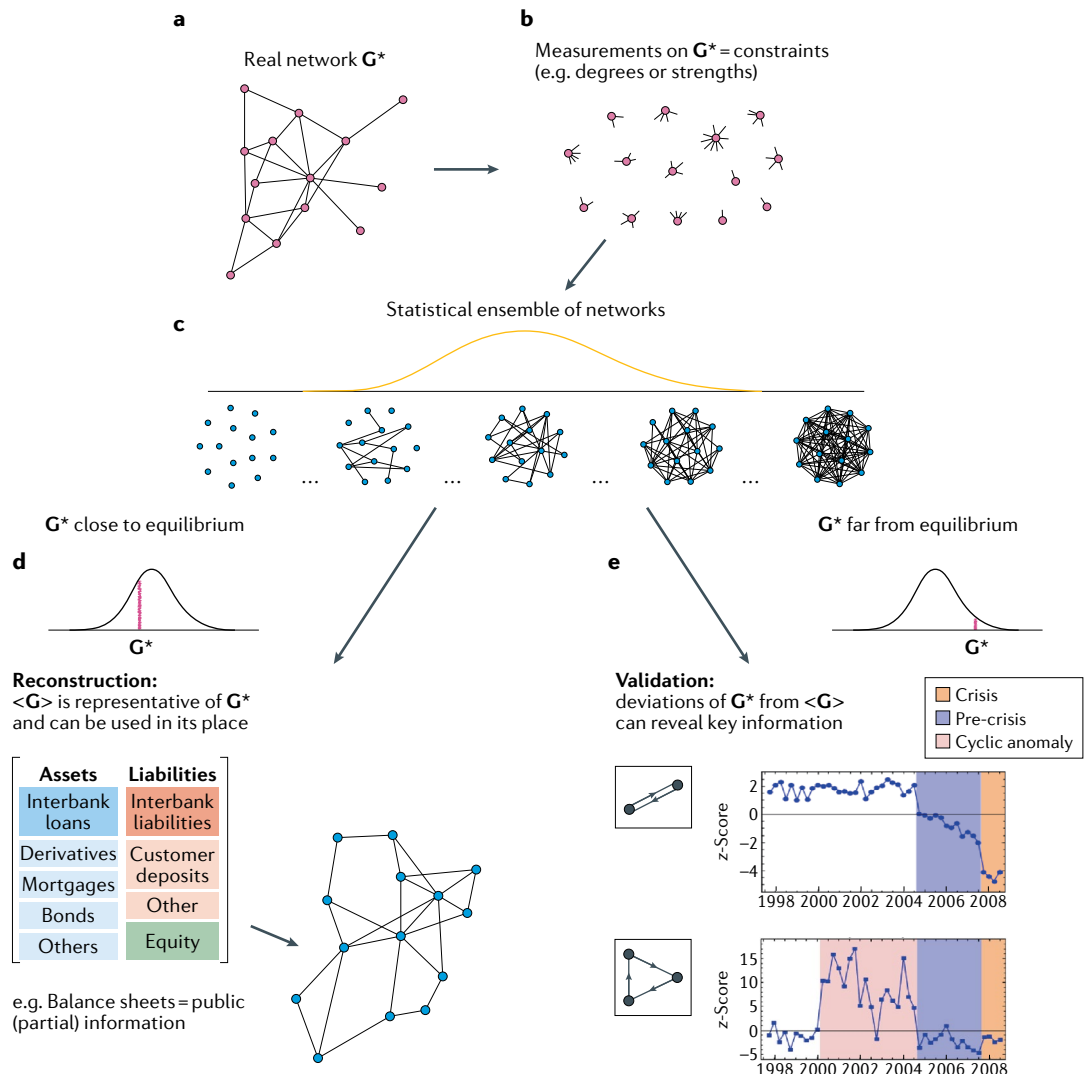 a
Real network G*
b
Measurements on G* = constraints
(e.g. degrees or strengths)
Statistical ensemble of networks
c
... ... ... ...
G* close to equilibrium
G* far from equilibrium
d
G*
Reconstruction:
<G> is representative of G*
and can be used in its place
Assets Liabilities
Interbank
loans
Interbank
liabilities
Derivatives
Customer
deposits
Mortgages
Bonds
Other
Others
Equity
e.g. Balance sheets = public
(partial) information
e
G*
Validation:
deviations of G* from <G>
can reveal key information
Crisis
Pre-crisis
Cyclic anomaly
z-Score
2
0
−2
−4
1998 2000 2002 2004 2006 2008
z-Score
15
10
5
0
−5
1998 2000 2002 2004 2006 2008